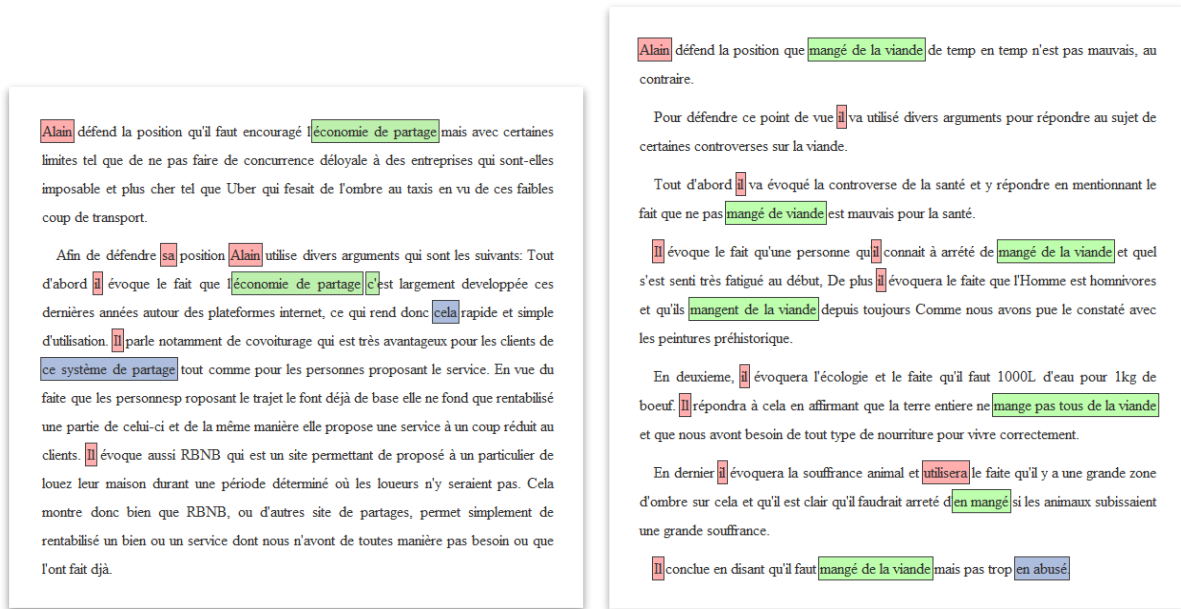 Alain défend la position qu'il faut encouragé l'économie de partage mais avec certaines
limites tel que de ne pas faire de concurrence déloyale à des entreprises qui sont-elles
imposable et plus cher tel que Uber qui fesait de l'ombre au taxis en vu de ces faibles
coup de transport.
Afin de défendre sa position Alain utilise divers arguments qui sont les suivants: Tout
d'abord il évoque le fait que l'économie de partage c'est largement developpée ces
dernières années autour des plateformes internet, ce qui rend donc cela rapide et simple
d'utilisation. Il parle notamment de covoiturage qui est très avantageux pour les clients de
ce système de partage tout comme pour les personnes proposant le service. En vue du
faite que les personnesp roposant le trajet le font déjà de base elle ne fond que rentabilisé
une partie de celui-ci et de la même manière elle propose une service à un coup réduit au
clients. Il évoque aussi RBNB qui est un site permettant de proposé à un particulier de
louez leur maison durant une période déterminé où les loueurs n'y seraient pas. Cela
montre donc bien que RBNB, ou d'autres site de partages, permet simplement de
rentabilisé un bien ou un service dont nous n'avont de toutes manière pas besoin ou que
l'ont fait djà.
Alain défend la position que mangé de la viande de temp en temp n'est pas mauvais, au
contraire.
Pour défendre ce point de vue il va utilisé divers arguments pour répondre au sujet de
certaines controverses sur la viande.
Tout d'abord il va évoqué la controverse de la santé et y répondre en mentionnant le
fait que ne pas mangé de viande est mauvais pour la santé.
Il évoque le fait qu'une personne qu'il connait à arrété de mangé de la viande et quel
s'est senti très fatigué au début, De plus il évoquera le faite que l'Homme est homnivores
et qu'ils mangent de la viande depuis toujours Comme nous avons pue le constaté avec
les peintures préhistorique.
En deuxieme, il évoquera l'écologie et le faite qu'il faut 1000L d'eau pour 1kg de
boeuf. Il répondra à cela en affirmant que la terre entiere ne mange pas tous de la viande
et que nous avont besoin de tout type de nourriture pour vivre correctement.
En dernier il évoquera la souffrance animal et utilisera le faite qu'il y a une grande zone
d'ombre sur cela et qu'il est clair qu'il faudrait arreté d'en mangé si les animaux subissaient
une grande souffrance.
Il conclue en disant qu'il faut mangé de la viande mais pas trop en abusé.